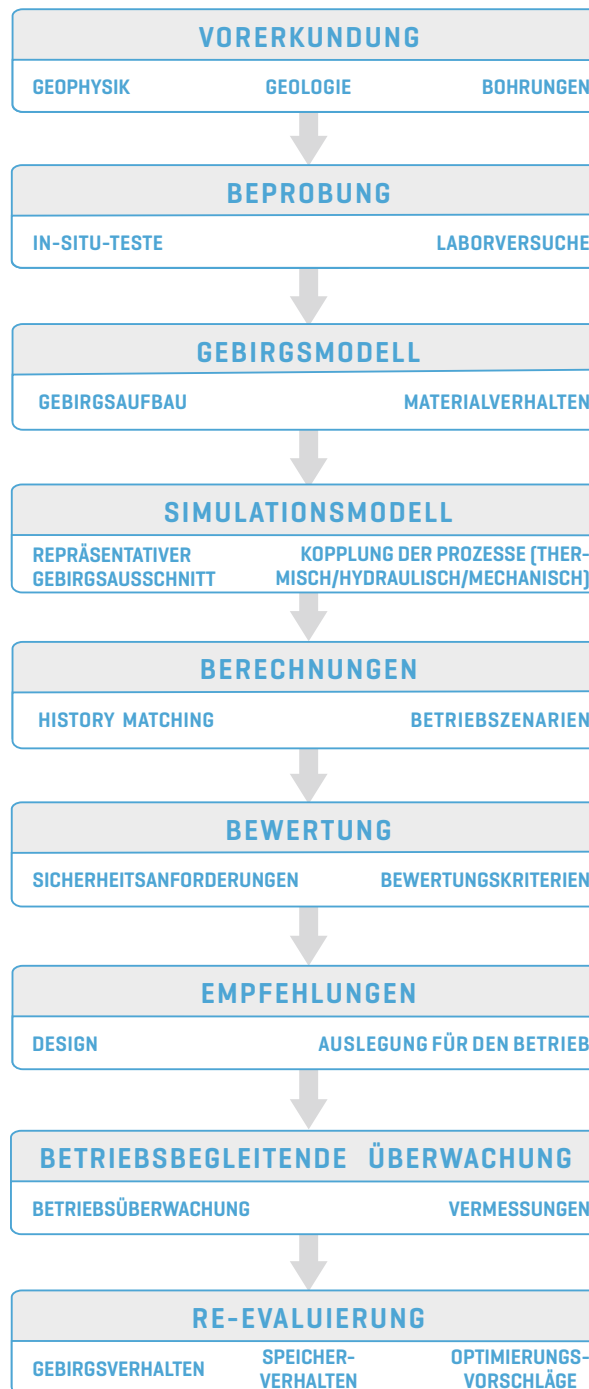 VORERKUNDUNG
GEOPHYSIK GEOLOGIE BOHRUNGEN
BEPROBUNG
IN-SITU-TESTE LABORVERSUCHE
GEBIRGSMODELL
GEBIRGSAUFBAU MATERIALVERHALTEN
SIMULATIONSMODELL
REPRÄSENTATIVER
GEBIRGSAUSSCHNITT
KOPPLUNG DER PROZESSE (THER-
MISCH/HYDRAULISCH/MECHANISCH)
BERECHNUNGEN
HISTORY MATCHING BETRIEBSZENARIEN
BEWERTUNG
SICHERHEITSANFORDERUNGEN BEWERTUNGSKRITERIEN
EMPFEHLUNGEN
DESIGN AUSLEGUNG FÜR DEN BETRIEB
BETRIEBSBEGLEITENDE ÜBERWACHUNG
BETRIEBSÜBERWACHUNG VERMESSUNGEN
RE-EVALUIERUNG
GEBIRGSVERHALTEN
SPEICHER-
VERHALTEN
OPTIMIERUNGS-
VORSCHLÄGE